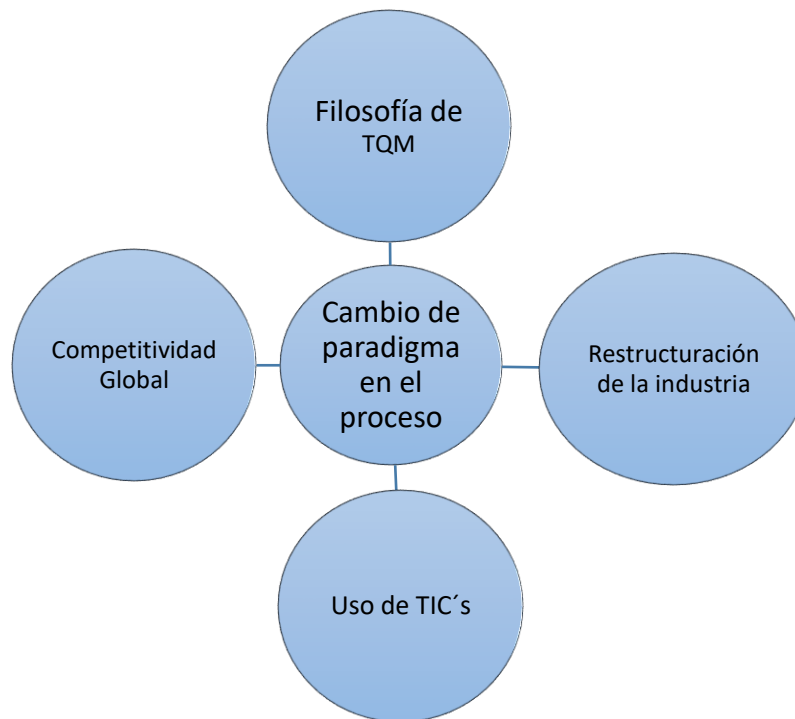 Filosofía de
TQM
Competitividad
Global
Cambio de
paradigma
en el
proceso
Restructuración
de la industria
Uso de TIC´s